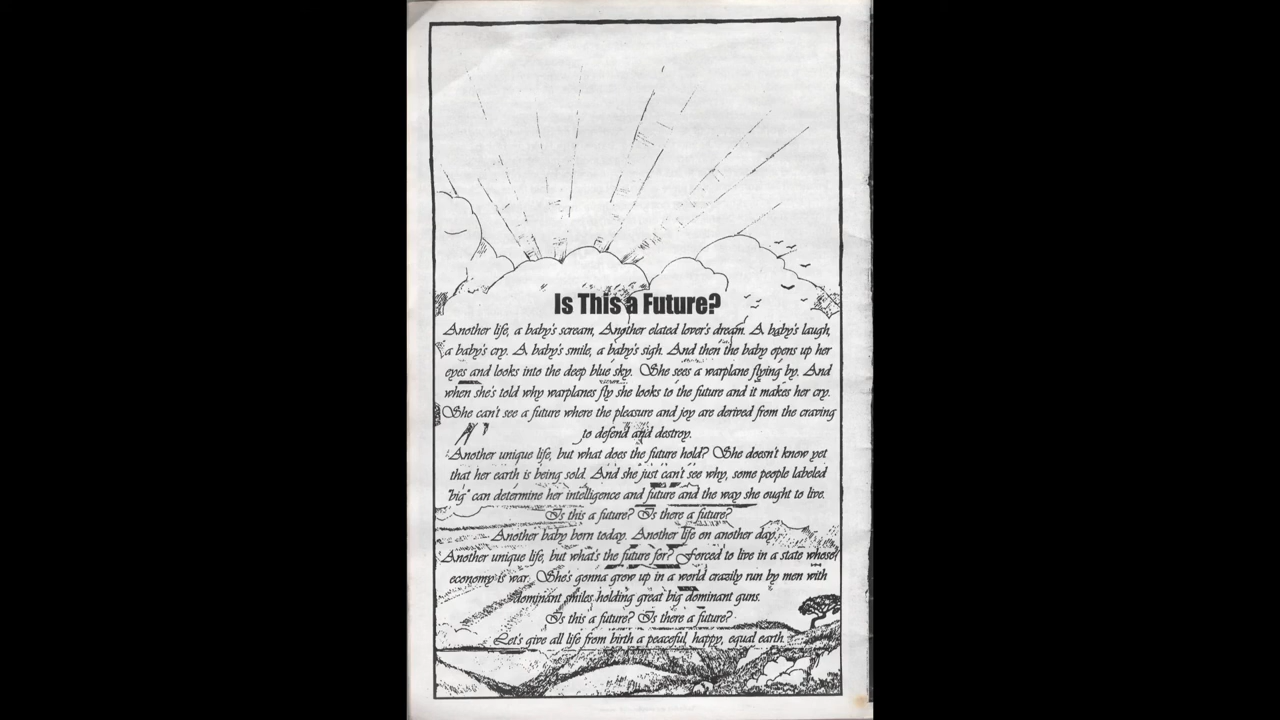 Is This a Future?
Another life, a baby's scream, Another elated lover's dream. A baby's laugh,
a baby's cry. A baby's smile, a baby's sigh. And then the baby opens up her
eyes and looks into the deep blue sky. She sees a warplane flying by. And
when she's told why warplanes fly she looks to the future and it makes her cry.
She can't see a future where the pleasure and joy are derived from the craving
to defend and destroy.
Another unique life, but what does the future hold? She doesn't know yet
that her earth is being sold. And she just can't see why, some people labeled
"big" can determine her intelligence and future and the way she ought to live.
Is this a future? Is there a future?
Another baby born today. Another life on another day.
Another unique life, but what's the future for? Forced to live in a state whose
economy is war. She's gonna grow up in a world crazily run by men with
dominant smiles holding great big dominant guns.
Is this a future? Is there a future?
Let's give all life from birth a peaceful, happy, equal earth.